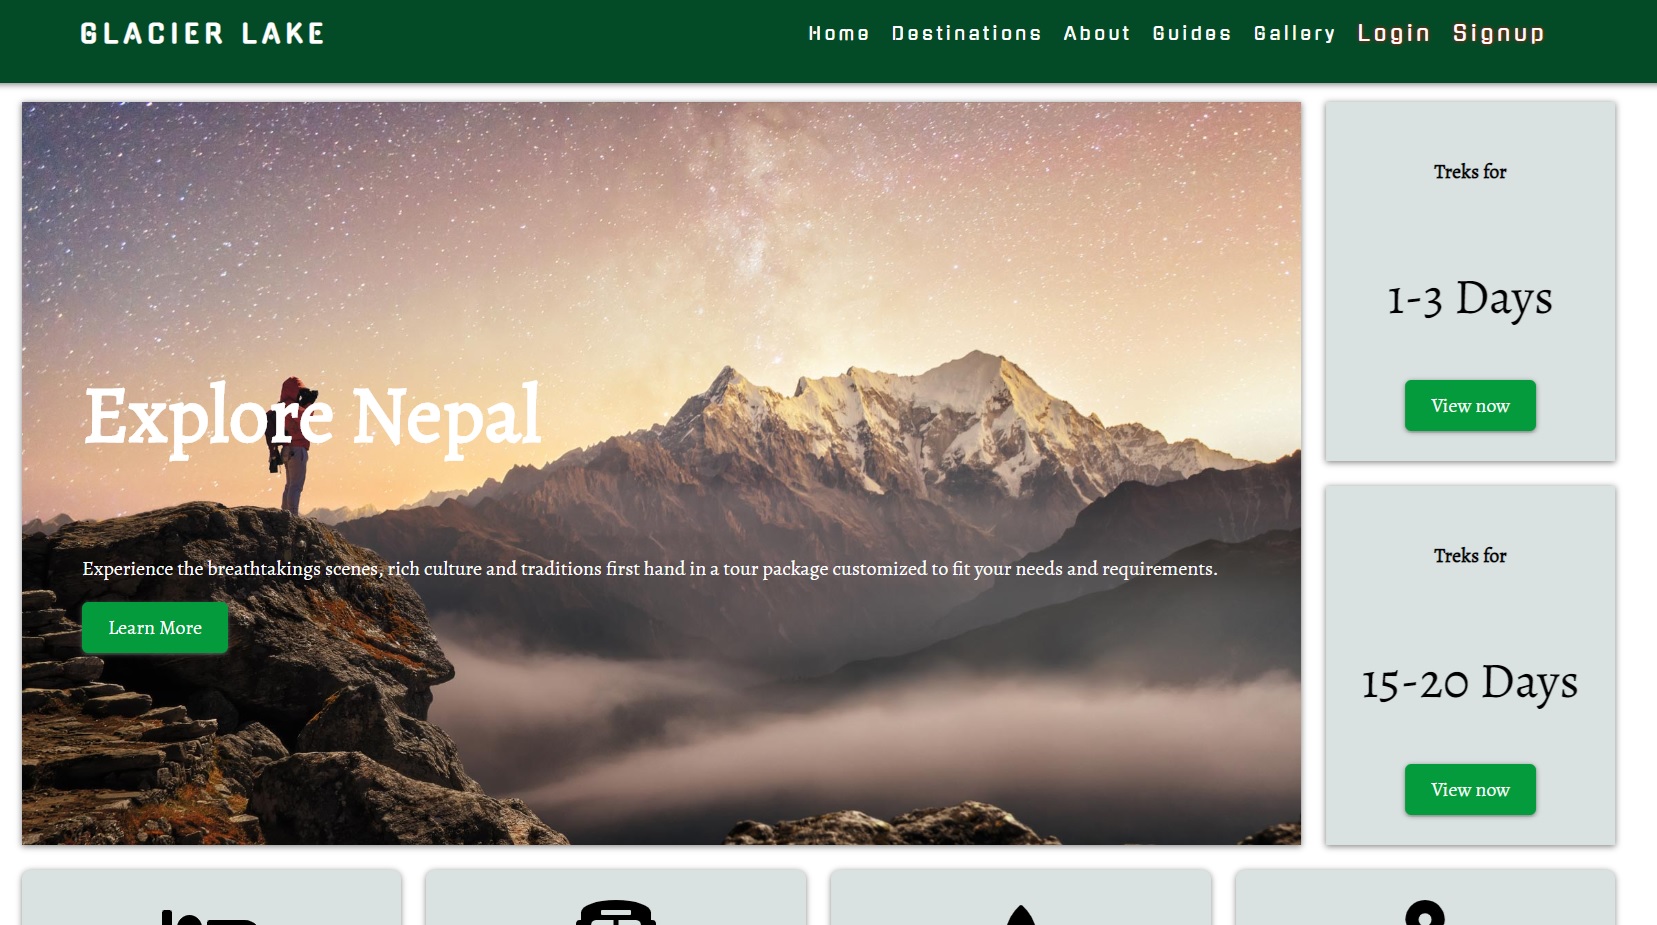 GLACIER LAKE
Home Destinations About Guides Gallery Login Signup
Explore Nepal
Experience the breathtakings scenes, rich culture and traditions first hand in a tour package customized to fit your needs and requirements.
Learn More
Treks for
1-3 Days
View now
Treks for
15-20 Days
View now